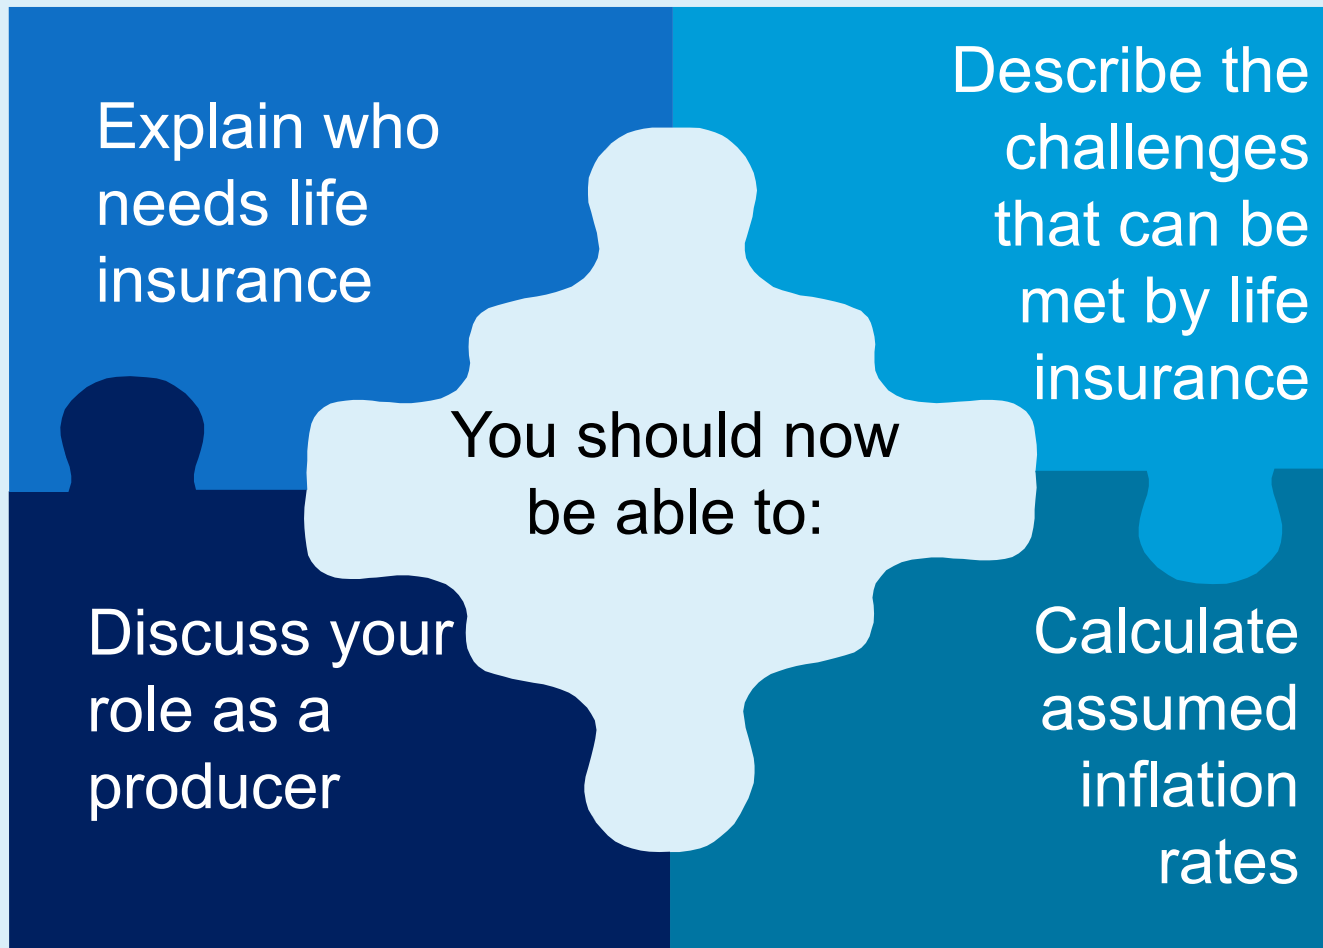 Explain who
needs life
insurance
Describe the
challenges
that can be
met by life
insurance
You should now
be able to:
Discuss your
role as a
producer
Calculate
assumed
inflation
rates